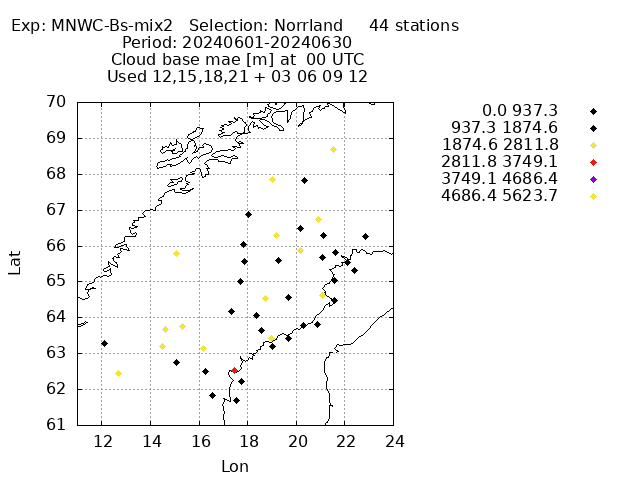 Exp: MNWC-Bs-mix2   Selection: Norrland     44 stations
Period: 20240601-20240630
Cloud base mae [m] at  00 UTC
Used 12,15,18,21 + 03 06 09 12
0.0 937.3
937.3 1874.6
1874.6 2811.8
2811.8 3749.1
3749.1 4686.4
4686.4 5623.7
70
69
68
67
66
65
64
63
62
61
Lat
12 14 16 18 20 22 24
Lon